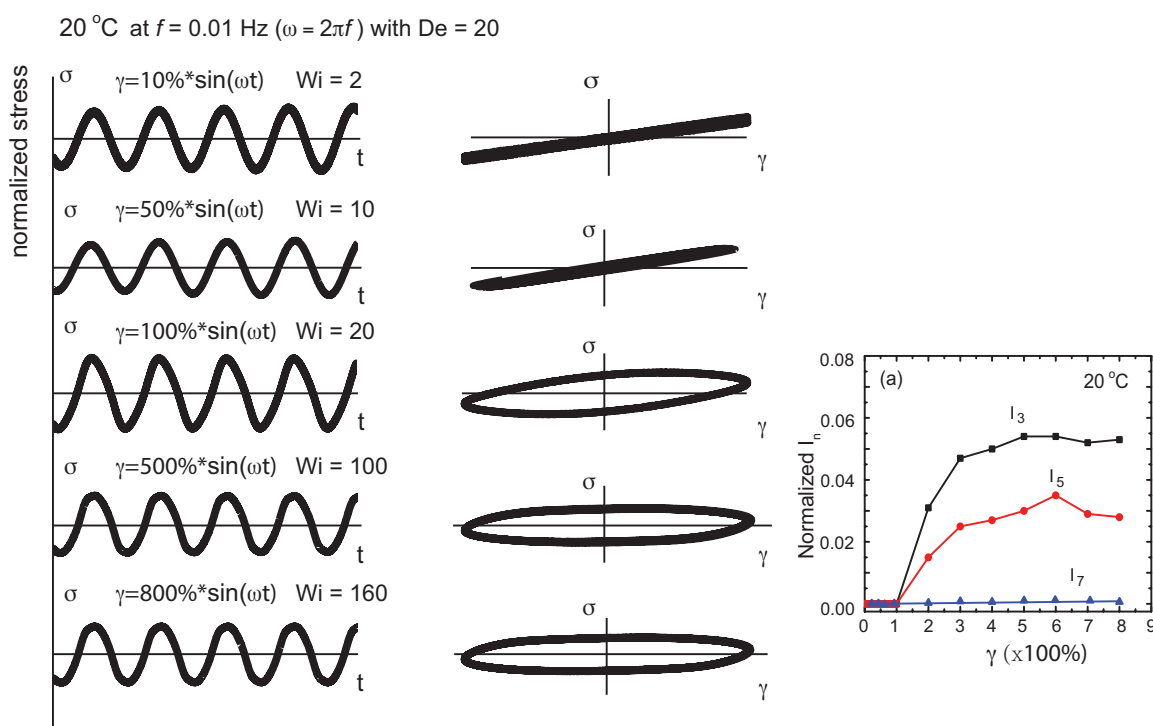 20 °C at f = 0.01 Hz (ω = 2πf ) with De = 20
normalized stress
σ γ=10%*sin(ωt) Wi = 2
t
σ
γ
σ γ=50%*sin(ωt) Wi = 10
t
σ
γ
σ γ=100%*sin(ωt) Wi = 20
t
σ
γ
σ γ=500%*sin(ωt) Wi = 100
t
σ
γ
σ γ=800%*sin(ωt) Wi = 160
t
σ
γ
(a) 20 °C
Normalized Iₙ
0.08
0.06
0.04
0.02
0.00
I₃
I₅
I₇
0 1 2 3 4 5 6 7 8 9
γ (x100%)